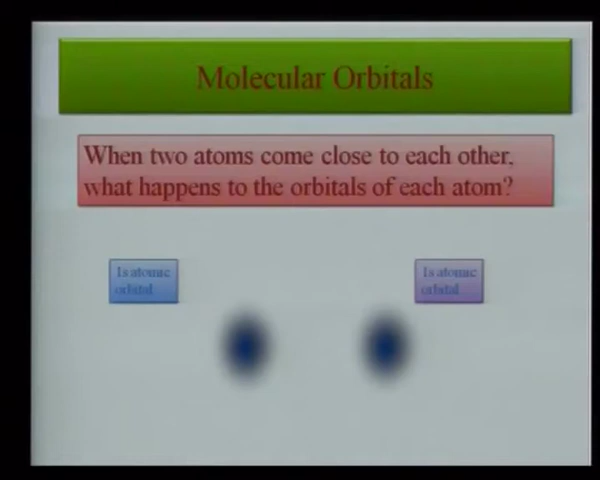 Molecular Orbitals
When two atoms come close to each other,
what happens to the orbitals of each atom?
1s atomic
orbital
1s atomic
orbital